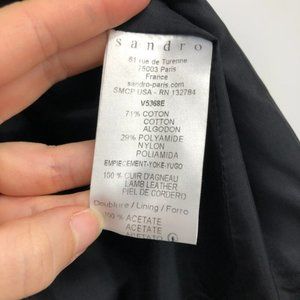 sandro
81 rue de Turenne
75003 Paris
France
sandro-paris.com
SMCP USA - RN 132784
V5368E
71% COTON
COTTON
ALGODON
29% POLYAMIDE
NYLON
POLIAMIDA
EMPIECEMENT-YOKE-YUGO
100 % CUIR D'AGNEAU
LAMB LEATHER
PIEL DE CORDERO
Doublure / Lining / Forro
100 % ACETATE
ACETATE
ACETATE